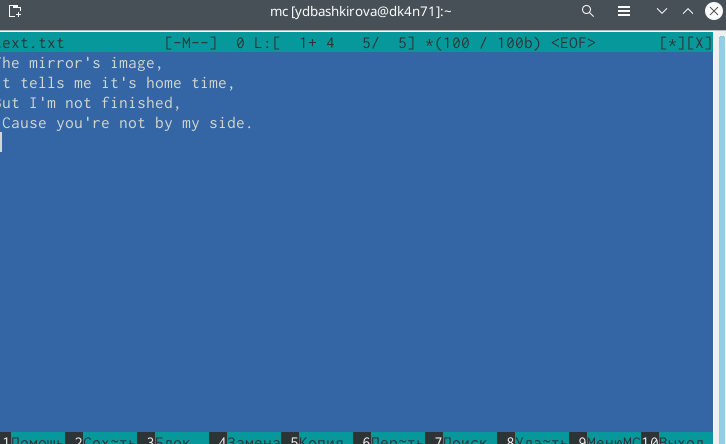 mc [ydbashkirova@dk4n71]:~
ext.txt [-M--] 0 L:[ 1+ 4 5/ 5] *(100 / 100b) <EOF> [*][X]
The mirror's image,
t tells me it's home time,
But I'm not finished,
Cause you're not by my side.
1Помощь 2Сох~ть 3Блок 4Замена 5Копия 6Пер~ть 7Поиск 8Уда~ть 9МенюMC 10Выход